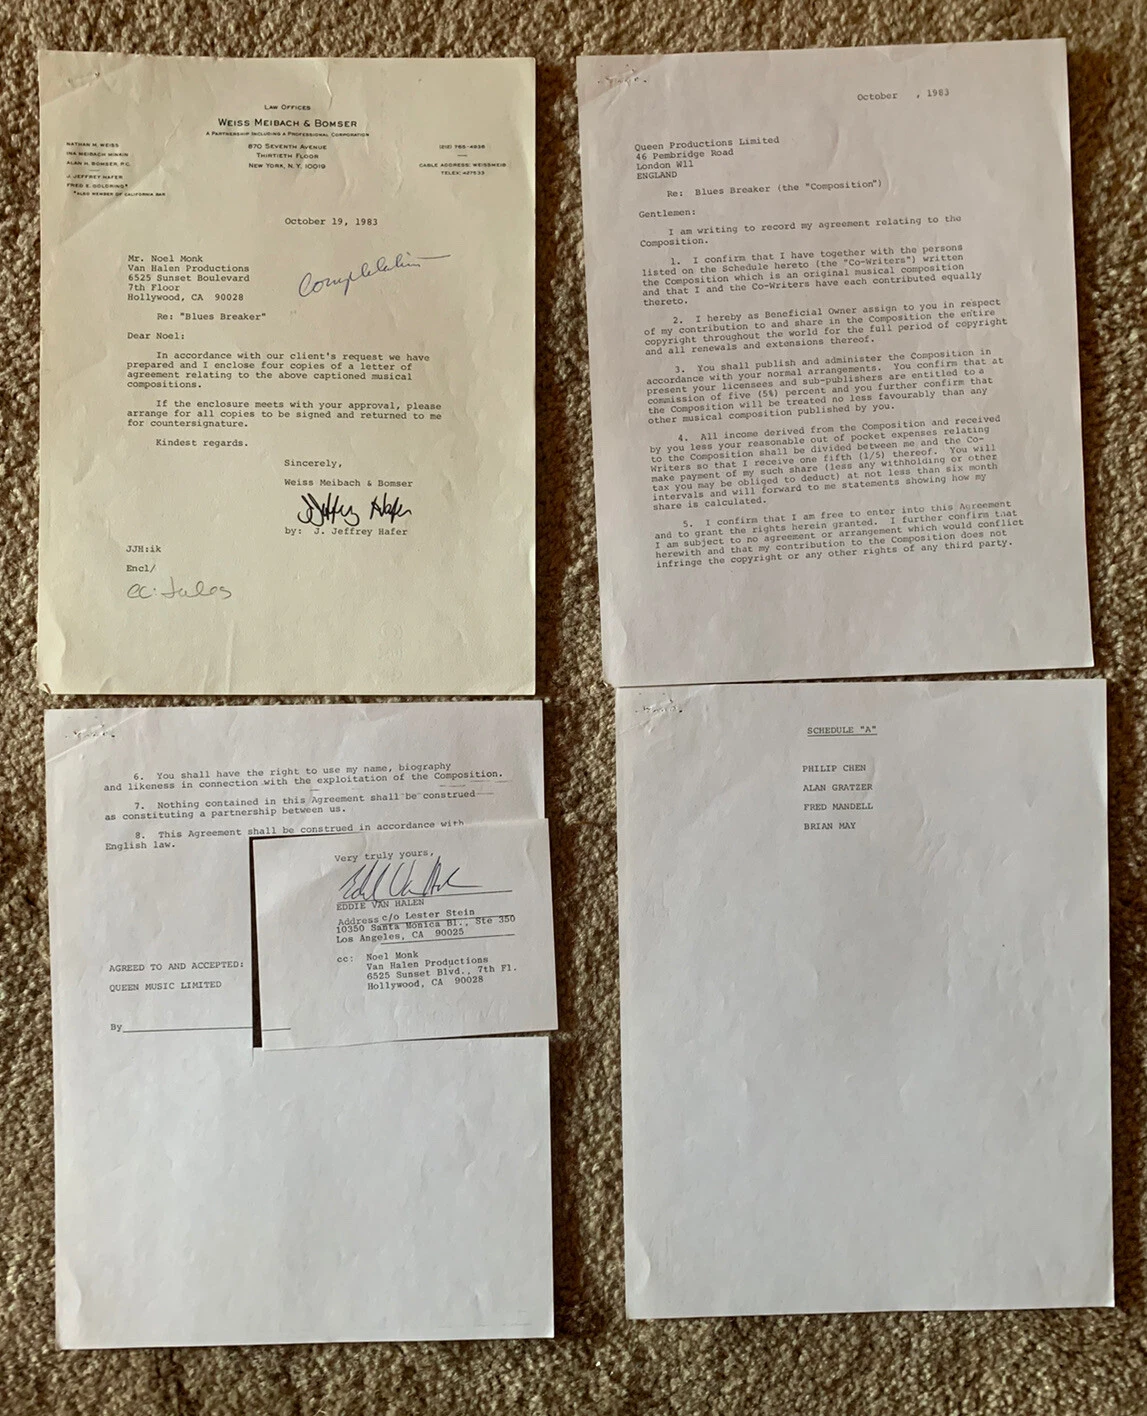 LAW OFFICES
WEISS MEIBACH & BOMSER
A PARTNERSHIP INCLUDING A PROFESSIONAL CORPORATION
870 SEVENTH AVENUE
THIRTIETH FLOOR
NEW YORK, N.Y. 10019
NATHAN M. WEISS
INA MEIBACH MINKIN
ALAN H. BOMSER, P.C.
J. JEFFREY HAFER
FRED E. GOLDRING*
*ALSO MEMBER OF CALIFORNIA BAR
(212) 765-4936
CABLE ADDRESS: WEISSMEIB
TELEX: 427533
October 19, 1983
Mr. Noel Monk
Van Halen Productions
6525 Sunset Boulevard
7th Floor
Hollywood, CA 90028
Re: "Blues Breaker"
Dear Noel:
In accordance with our client's request we have
prepared and I enclose four copies of a letter of
agreement relating to the above captioned musical
compositions.
If the enclosure meets with your approval, please
arrange for all copies to be signed and returned to me
for countersignature.
Kindest regards.
Sincerely,
Weiss Meibach & Bomser
J Jeffrey Hafer
by: J. Jeffrey Hafer
JJH:ik
Encl/
cc: Jules
October , 1983
Queen Productions Limited
46 Pembridge Road
London W11
ENGLAND
Re: Blues Breaker (the "Composition")
Gentlemen:
I am writing to record my agreement relating to the
Composition.
1. I confirm that I have together with the persons
listed on the Schedule hereto (the "Co-Writers") written
the Composition which is an original musical composition
and that I and the Co-Writers have each contributed equally
thereto.
2. I hereby as Beneficial Owner assign to you in respect
of my contribution to and share in the Composition the entire
copyright throughout the world for the full period of copyright
and all renewals and extensions thereof.
3. You shall publish and administer the Composition in
accordance with your normal arrangements. You confirm that at
present your licensees and sub-publishers are entitled to a
commission of five (5%) percent and you further confirm that
the Composition will be treated no less favourably than any
other musical composition published by you.
4. All income derived from the Composition and received
by you less your reasonable out of pocket expenses relating
to the Composition shall be divided between me and the Co-
Writers so that I receive one fifth (1/5) thereof. You will
make payment of my such share (less any withholding or other
tax you may be obliged to deduct) at not less than six month
intervals and will forward to me statements showing how my
share is calculated.
5. I confirm that I am free to enter into this Agreement
and to grant the rights herein granted. I further confirm that
I am subject to no agreement or arrangement which would conflict
herewith and that my contribution to the Composition does not
infringe the copyright or any other rights of any third party.
6. You shall have the right to use my name, biography
and likeness in connection with the exploitation of the Composition.
7. Nothing contained in this Agreement shall be construed
as constituting a partnership between us.
8. This Agreement shall be construed in accordance with
English law.
Very truly yours,
EDDIE VAN HALEN
Address c/o Lester Stein
10350 Santa Monica Bl., Ste 350
Los Angeles, CA 90025
cc: Noel Monk
Van Halen Productions
6525 Sunset Blvd., 7th Fl.
Hollywood, CA 90028
AGREED TO AND ACCEPTED:
QUEEN MUSIC LIMITED
By
SCHEDULE "A"
PHILIP CHEN
ALAN GRATZER
FRED MANDELL
BRIAN MAY